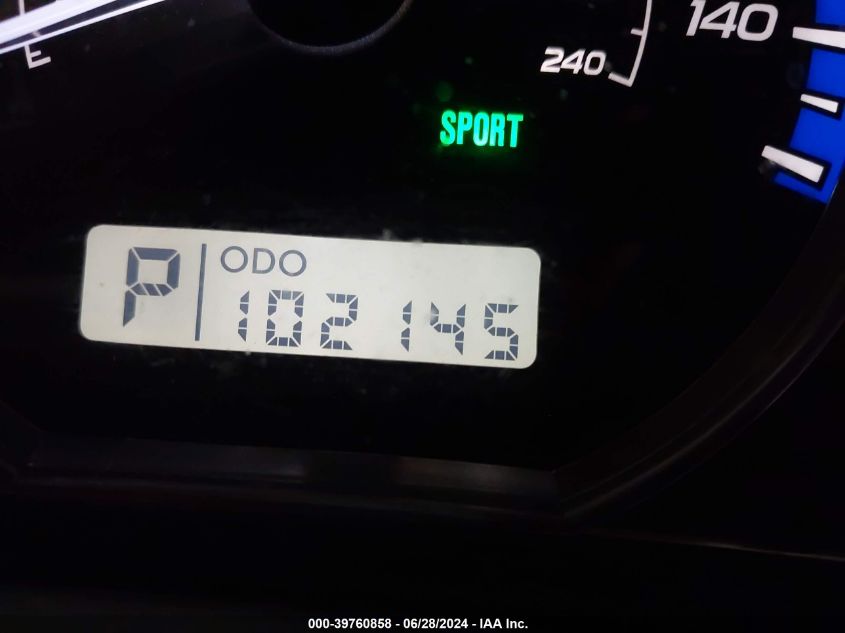 140
240
E
SPORT
P ODO
102145
000-39760858 - 06/28/2024 - IAA Inc.